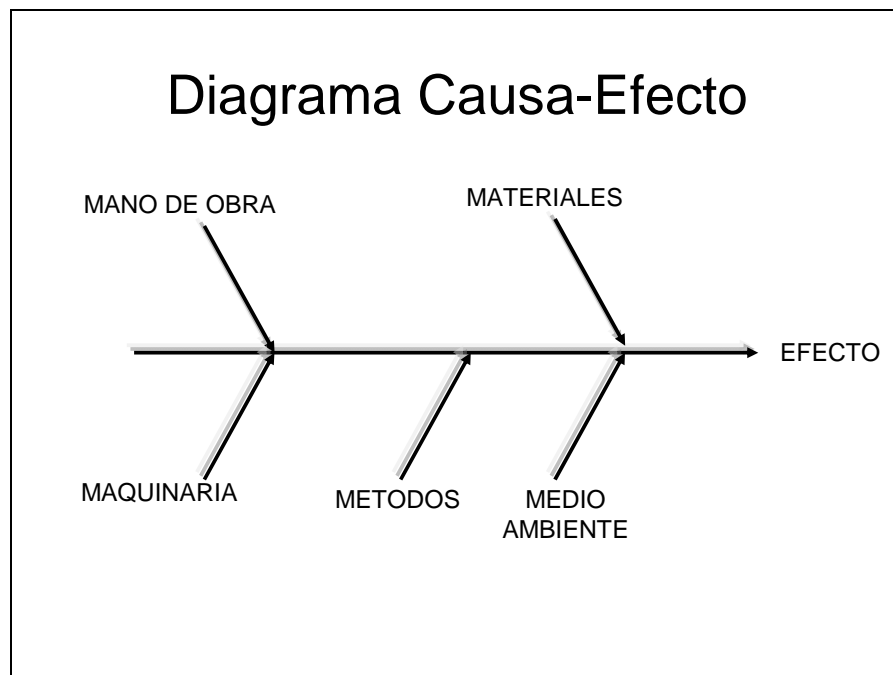 Diagrama Causa-Efecto
MANO DE OBRA
MATERIALES
EFECTO
MAQUINARIA
METODOS
MEDIO
AMBIENTE